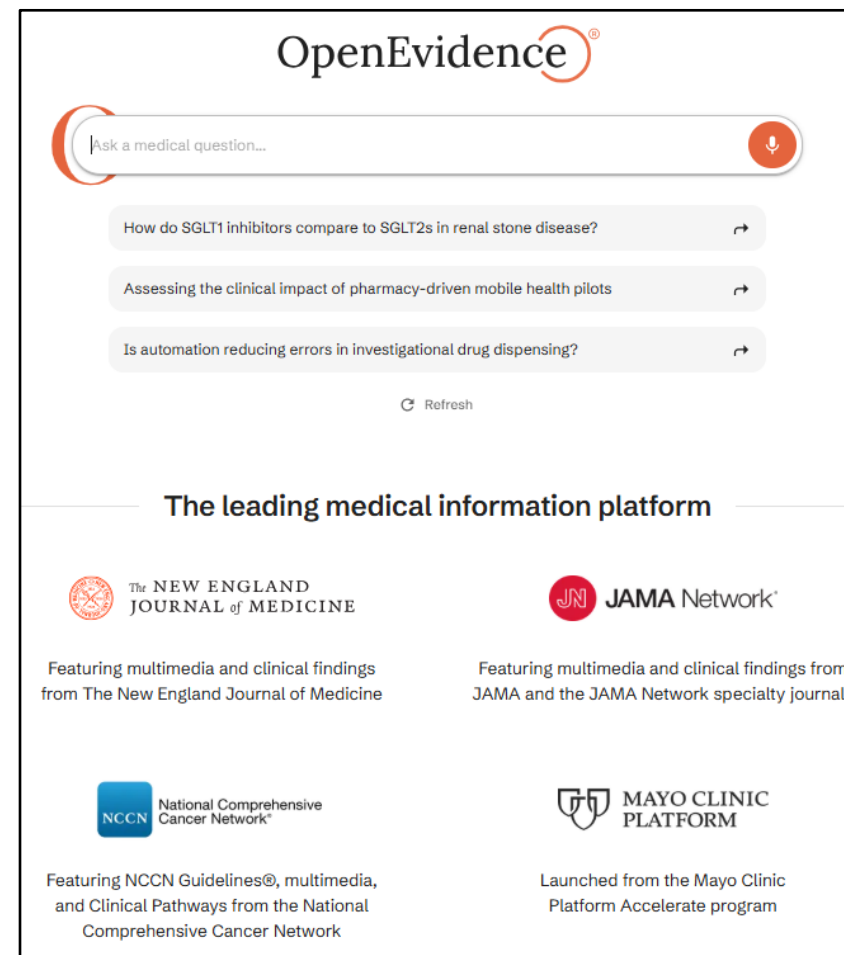 OpenEvidence®
Ask a medical question...
How do SGLT1 inhibitors compare to SGLT2s in renal stone disease?
Assessing the clinical impact of pharmacy-driven mobile health pilots
Is automation reducing errors in investigational drug dispensing?
Refresh
The leading medical information platform
The NEW ENGLAND
JOURNAL of MEDICINE
JN JAMA Network®
Featuring multimedia and clinical findings
from The New England Journal of Medicine
Featuring multimedia and clinical findings from
JAMA and the JAMA Network specialty journal
NCCN
National Comprehensive
Cancer Network®
MAYO CLINIC
PLATFORM
Featuring NCCN Guidelines®, multimedia,
and Clinical Pathways from the National
Comprehensive Cancer Network
Launched from the Mayo Clinic
Platform Accelerate program